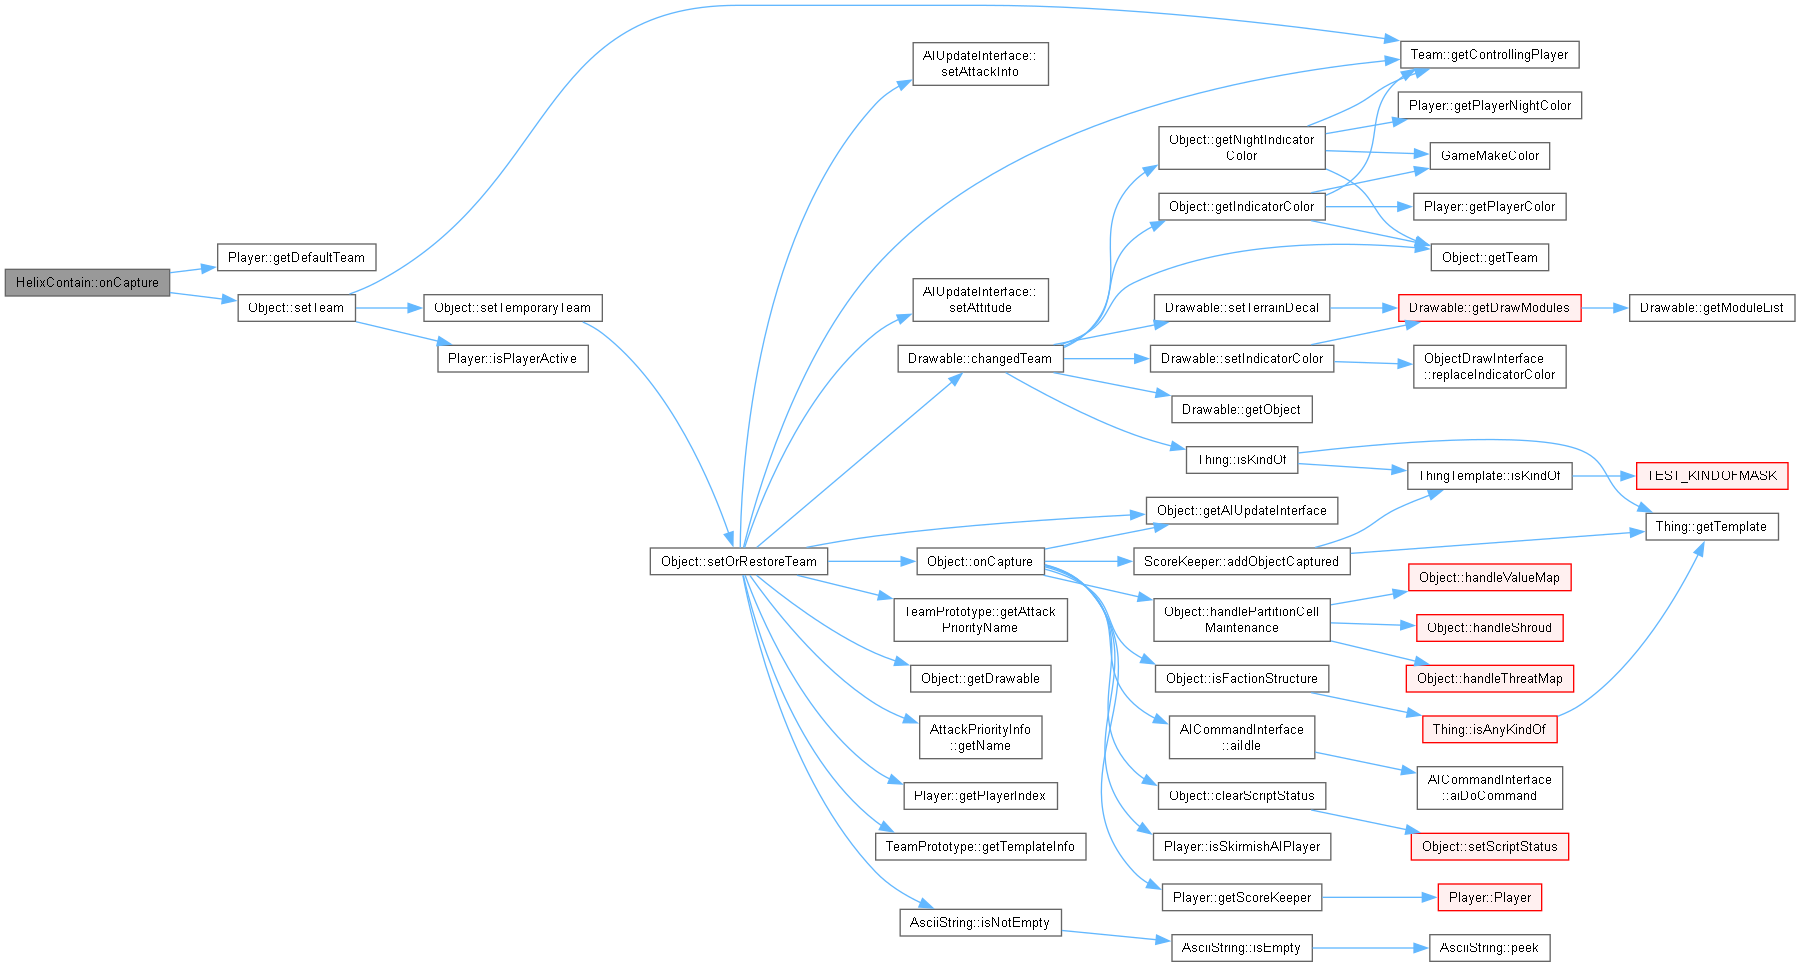 HelixContain::onCapture
Player::getDefaultTeam
Object::setTeam
Object::setTemporaryTeam
Player::isPlayerActive
Object::setOrRestoreTeam
AIUpdateInterface::
setAttackInfo
AIUpdateInterface::
setAttitude
Drawable::changedTeam
Object::onCapture
TeamPrototype::getAttack
PriorityName
Object::getDrawable
AttackPriorityInfo
::getName
Player::getPlayerIndex
TeamPrototype::getTemplateInfo
AsciiString::isNotEmpty
Object::getNightIndicator
Color
Object::getIndicatorColor
Drawable::setTerrainDecal
Drawable::setIndicatorColor
Drawable::getObject
Thing::isKindOf
Object::getAIUpdateInterface
ScoreKeeper::addObjectCaptured
Object::handlePartitionCell
Maintenance
Object::isFactionStructure
AICommandInterface
::aiIdle
Object::clearScriptStatus
Player::isSkirmishAIPlayer
Player::getScoreKeeper
AsciiString::isEmpty
Team::getControllingPlayer
Player::getPlayerNightColor
GameMakeColor
Player::getPlayerColor
Object::getTeam
Drawable::getDrawModules
ObjectDrawInterface
::replaceIndicatorColor
ThingTemplate::isKindOf
Object::handleValueMap
Object::handleShroud
Object::handleThreatMap
Thing::isAnyKindOf
AICommandInterface
::aiDoCommand
Object::setScriptStatus
Player::Player
AsciiString::peek
Drawable::getModuleList
TEST_KINDOFMASK
Thing::getTemplate